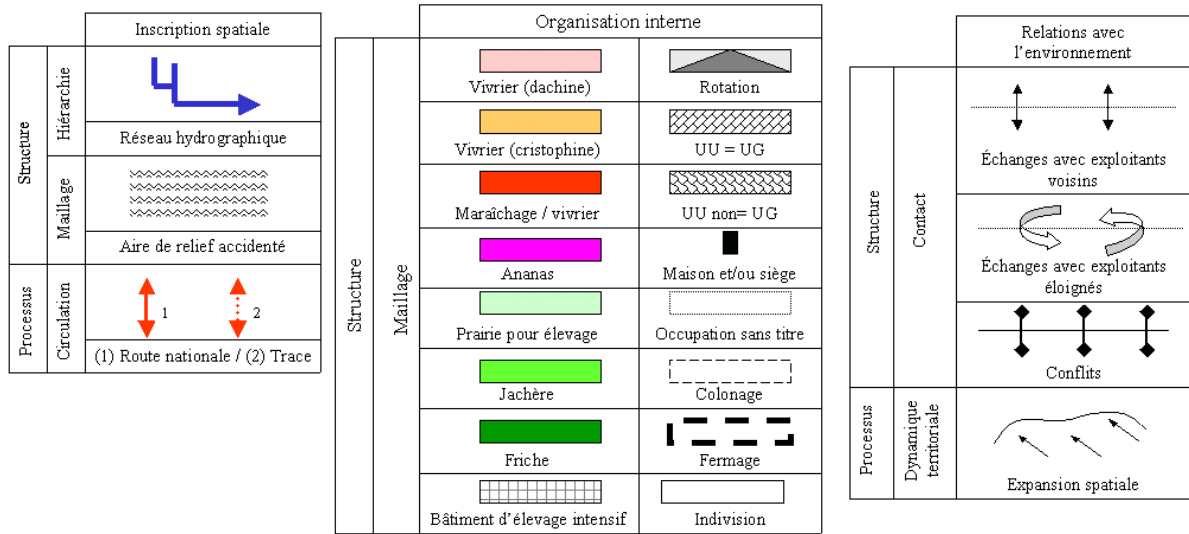 Inscription spatiale
Structure
Hiérarchie
Réseau hydrographique
Maillage
Aire de relief accidenté
Processus
Circulation
1
2
(1) Route nationale / (2) Trace
Organisation interne
Structure
Maillage
Vivrier (dachine)
Rotation
Vivrier (cristophine)
UU = UG
Maraîchage / vivrier
UU non= UG
Ananas
Maison et/ou siège
Prairie pour élevage
Occupation sans titre
Jachère
Colonage
Friche
Fermage
Bâtiment d'élevage intensif
Indivision
Relations avec
l'environnement
Structure
Contact
Échanges avec exploitants
voisins
Échanges avec exploitants
éloignés
Conflits
Processus
Dynamique
territoriale
Expansion spatiale